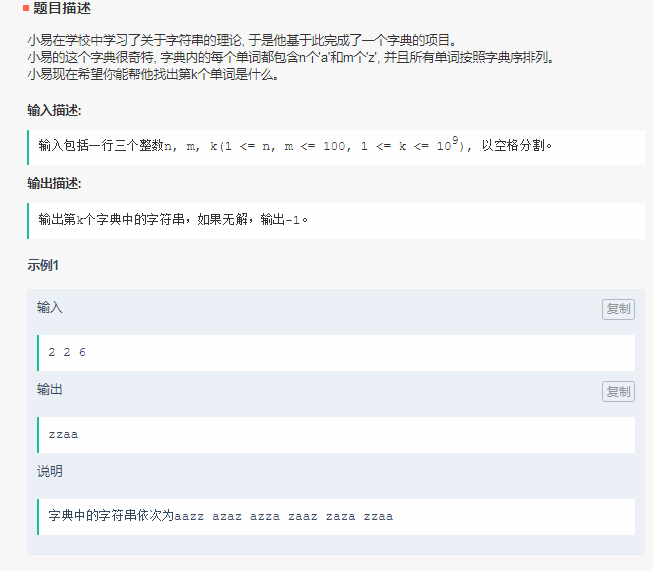 题目描述
小易在学校中学习了关于字符串的理论, 于是他基于此完成了一个字典的项目。
小易的这个字典很奇特, 字典内的每个单词都包含n个'a'和m个'z', 并且所有单词按照字典序排列。
小易现在希望你能帮他找出第k个单词是什么。
输入描述:
输入包括一行三个整数n, m, k(1 <= n, m <= 100, 1 <= k <= 10^9), 以空格分割。
输出描述:
输出第k个字典中的字符串，如果无解，输出-1。
示例1
输入
复制
2 2 6
输出
复制
zzaa
说明
字典中的字符串依次为aazz azaz azza zaaz zaza zzaa